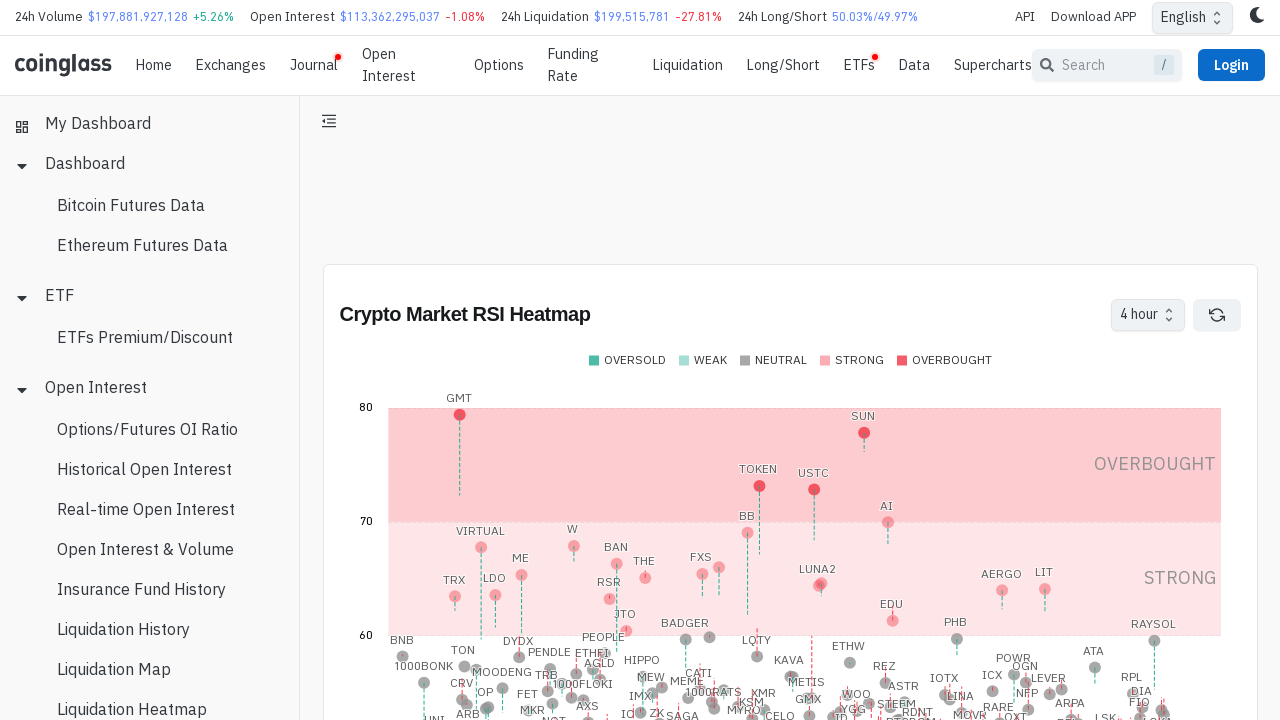 24h Volume $197,881,927,128 +5.26% Open Interest $113,362,295,037 -1.08% 24h Liquidation $199,515,781 -27.81% 24h Long/Short 50.03%/49.97% API Download APP English
coinglass Home Exchanges Journal Open Interest Options Funding Rate Liquidation Long/Short ETFs Data Supercharts Search / Login
My Dashboard
Dashboard
Bitcoin Futures Data
Ethereum Futures Data
ETF
ETFs Premium/Discount
Open Interest
Options/Futures OI Ratio
Historical Open Interest
Real-time Open Interest
Open Interest & Volume
Insurance Fund History
Liquidation History
Liquidation Map
Liquidation Heatmap
Crypto Market RSI Heatmap 4 hour
OVERSOLD WEAK NEUTRAL STRONG OVERBOUGHT
GMT
80
SUN
OVERBOUGHT
TOKEN USTC
AI
BB
70
VIRTUAL W
BAN
ME THE FXS
LUNA2 AERGO LIT
TRX LDO RSR STRONG
EDU
JTO
BADGER PHB RAYSOL
60
BNB DYDX PEOPLE LQTY
TON PENDLE ETHFI ETHW ATA
1000BONK AGLD HIPPO KAVA REZ POWR OGN
MOODENG TRB MEW CATI ICX LEVER RPL
CRV 1000FLOKI MEME METIS ASTR IOTX
OP FET IMX 1000RATS XMR GMX WOO LINA NFP DIA
AXS KSM STEEM RARE ARPA FIO
ARB MKR ZK SAGA MYRO CELO YGG RDNT MOVR LSK
UNI NOT ID